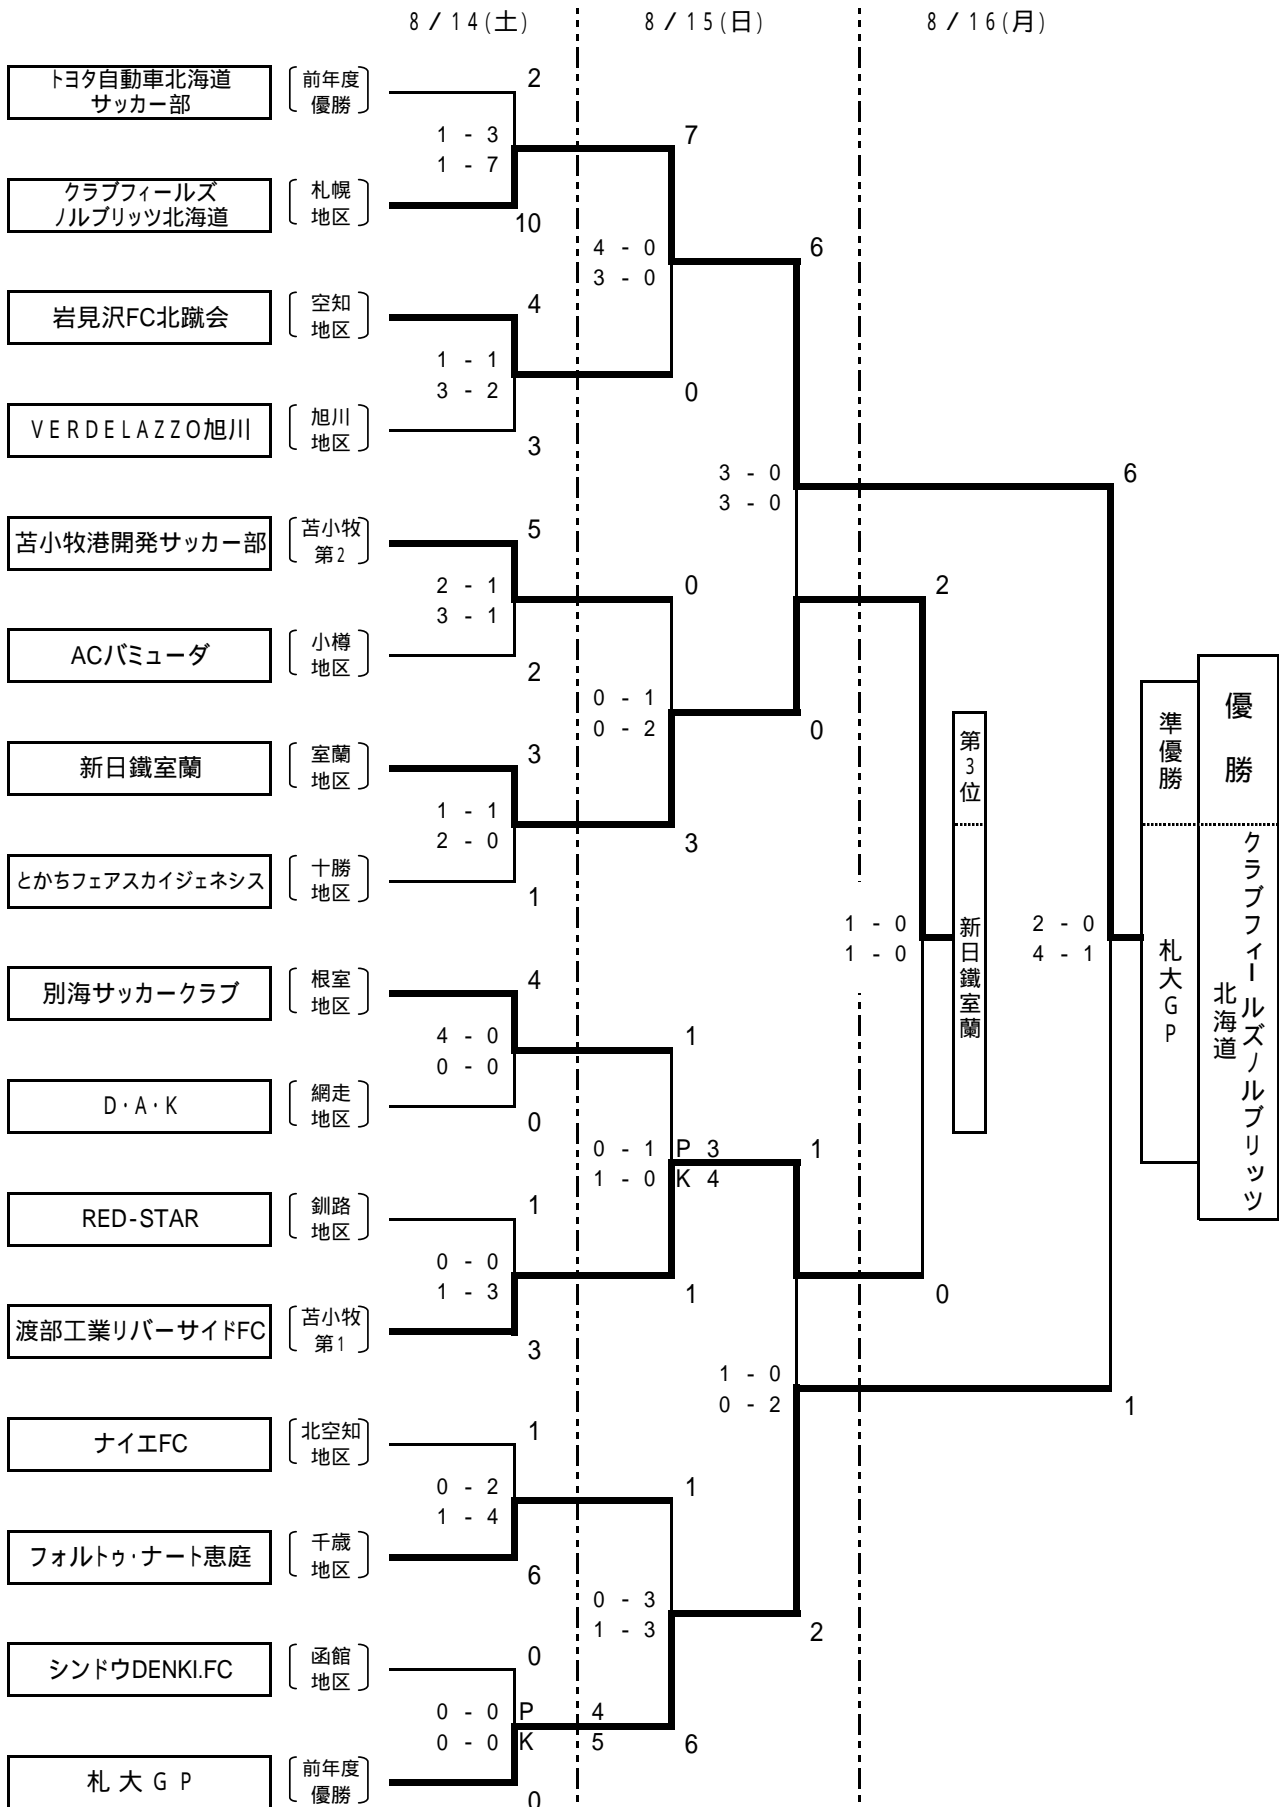 8/14(土) 8/15(日) 8/16(月)
トヨタ自動車北海道
サッカー部
前年度
優勝
2
1 - 3
1 - 7
7
クラブフィールズ
ノルブリッツ北海道
札幌
地区
10
4 - 0
3 - 0
6
岩見沢FC北蹴会
空知
地区
4
1 - 1
3 - 2
0
VERDELAZZO旭川
旭川
地区
3
3 - 0
3 - 0
6
苫小牧港開発サッカー部
苫小牧
第2
5
2 - 1
3 - 1
0
2
ACバミューダ
小樽
地区
2
0 - 1
0 - 2
0
新日鐵室蘭
室蘭
地区
3
1 - 1
2 - 0
3
とかちフェアスカイジェネシス
十勝
地区
1
1 - 0
1 - 0
2 - 0
4 - 1
第3位
新日鐵室蘭
準優勝
札大GP
優勝
クラブフィールズノルブリッツ
北海道
別海サッカークラブ
根室
地区
4
4 - 0
0 - 0
1
D・A・K
網走
地区
0
0 - 1 P 3
1 - 0 K 4
1
RED-STAR
釧路
地区
1
0 - 0
1 - 3
1
0
渡部工業リバーサイドFC
苫小牧
第1
3
1 - 0
0 - 2
1
ナイエFC
北空知
地区
1
0 - 2
1 - 4
1
フォルトゥ・ナート恵庭
千歳
地区
6
0 - 3
1 - 3
2
シンドウDENKI.FC
函館
地区
0
0 - 0 P 4
0 - 0 K 5
6
札大GP
前年度
優勝
0